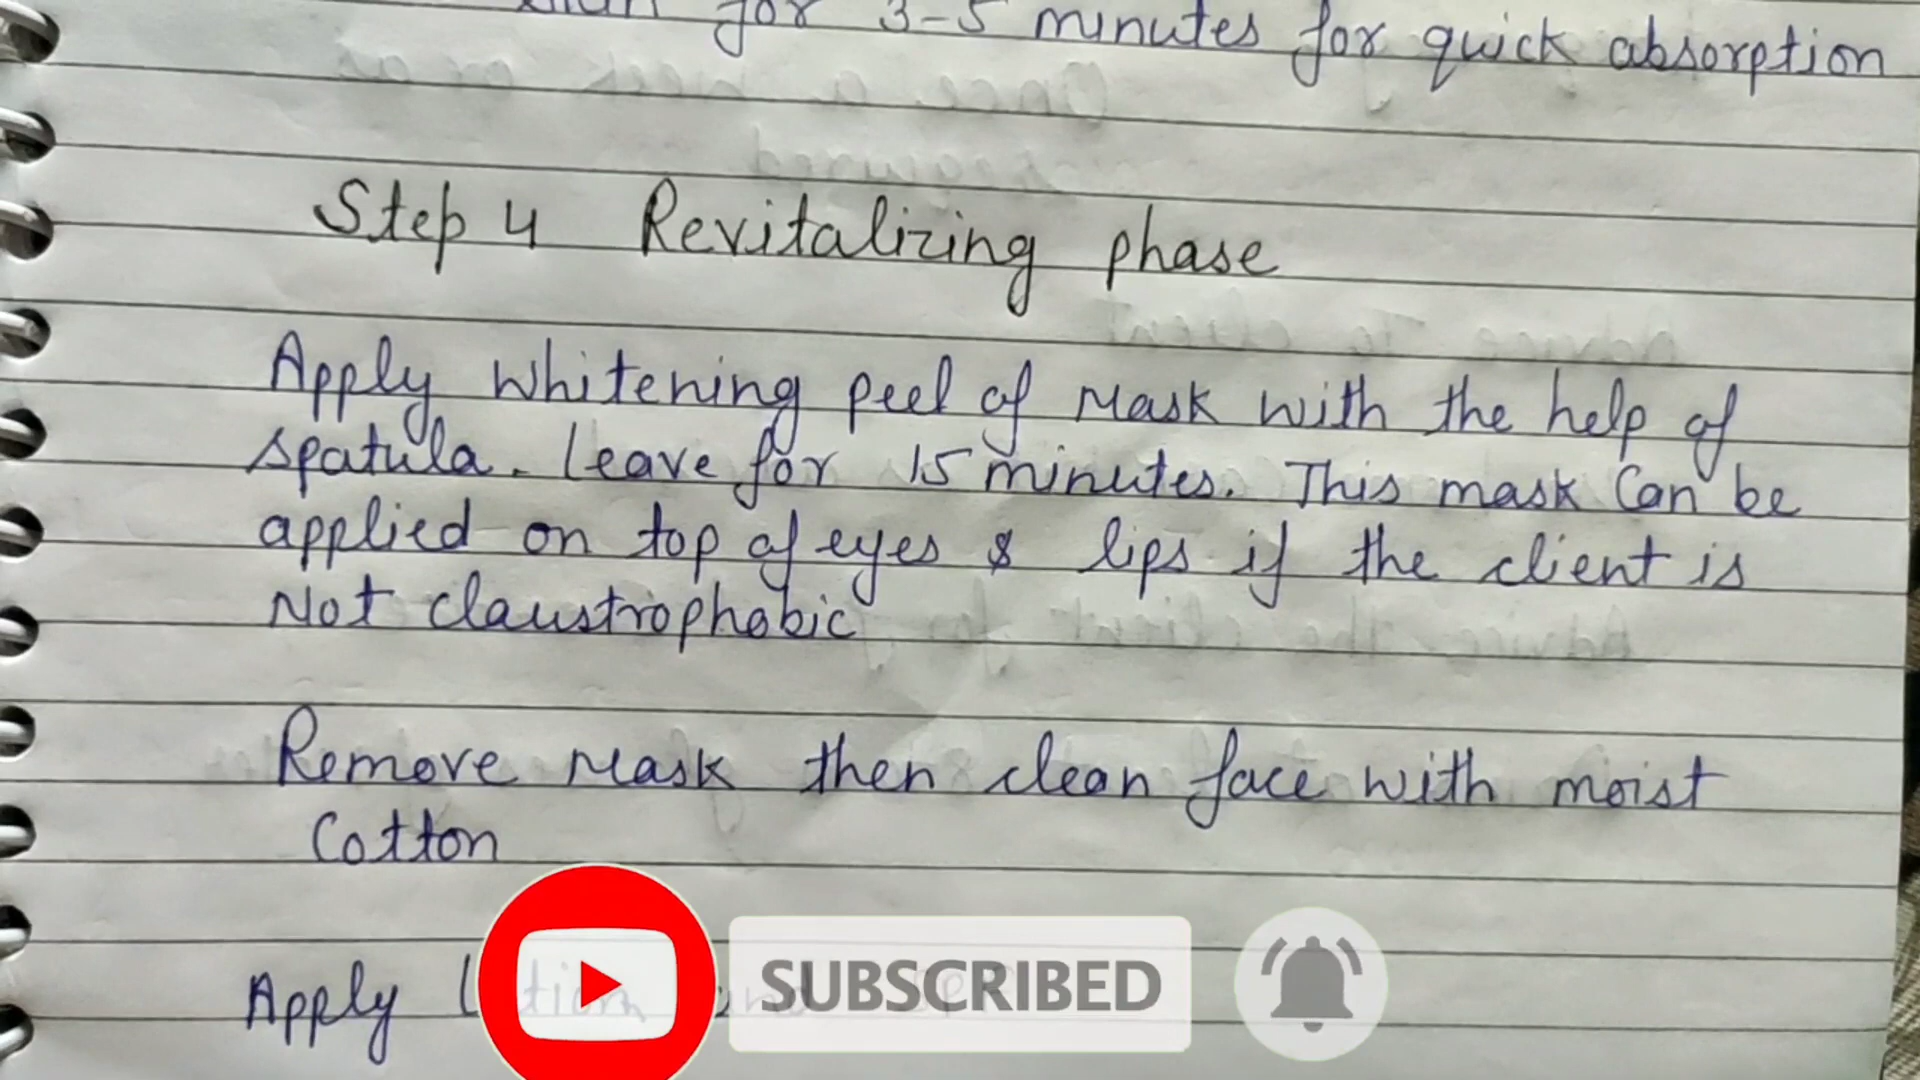 for 3-5 minutes for quick absorption
Step 4 Revitalizing phase
Apply Whitening peel of Mask with the help of
spatula. Leave for 15 minutes. This mask Can be
applied on top of eyes & lips if the client is
Not claustrophobic
Remove Mask then clean face with moist
Cotton
Apply
SUBSCRIBED